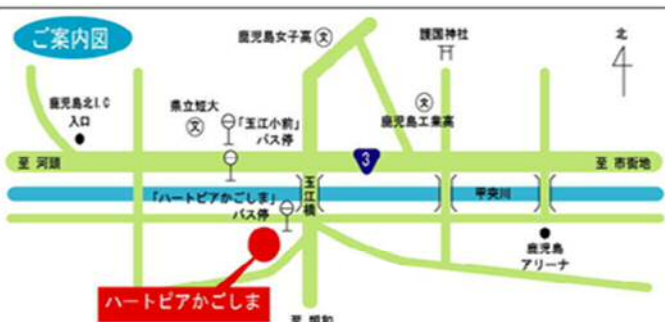 ご案内図
鹿児島女子高
文
護国神社
北
鹿児島北I.C
入口
県立短大
文
「玉江小前」
バス停
文
鹿児島工業高
至 河頭
3
至 市街地
「ハートピアかごしま」
バス停
玉江橋
甲突川
鹿児島
アリーナ
ハートピアかごしま